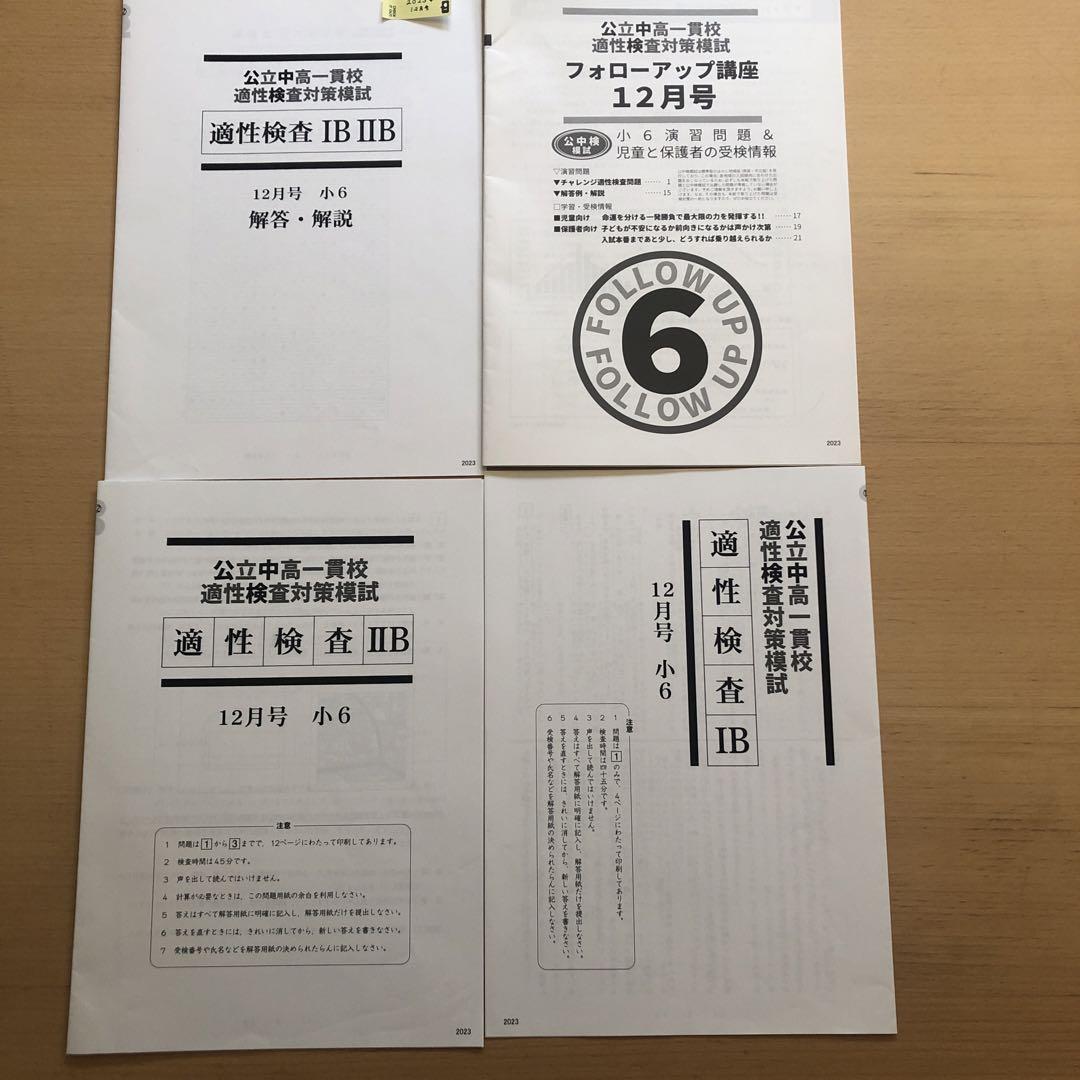 2023
12月号
公立中高一貫校
適性検査対策模試
適性検査 ⅠB ⅡB
12月号 小6
解答・解説
2023
公立中高一貫校
適性検査対策模試
フォローアップ講座
12月号
公中検
模試
小6演習問題&
児童と保護者の受検情報
▽演習問題
▼チャレンジ適性検査問題 …… 1
▼解答例・解説 …… 15
□学習・受検情報
■児童向け 命運を分ける一発勝負で最大限の力を発揮する!! …… 17
■保護者向け 子どもが不安になるか前向きになるかは声かけ次第 …… 19
入試本番まであと少し、どうすれば乗り越えられるか …… 21
FOLLOW UP
6
FOLLOW UP
2023
公立中高一貫校
適性検査対策模試
適性検査ⅡB
12月号 小6
注意
1 問題は1から3までで、12ページにわたって印刷してあります。
2 検査時間は45分です。
3 声を出して読んではいけません。
4 計算が必要なときは、この問題用紙の余白を利用しなさい。
5 答えはすべて解答用紙に明確に記入し、解答用紙だけを提出しなさい。
6 答えを直すときには、きれいに消してから、新しい答えを書きなさい。
7 受検番号や氏名などを解答用紙の決められたらんに記入しなさい。
2023
公立中高一貫校
適性検査対策模試
適性検査ⅠB
12月号 小6
注意
1 問題は1のみで、4ページにわたって印刷してあります。
2 検査時間は四十五分です。
3 声を出して読んではいけません。
4 答えはすべて解答用紙に明確に記入し、解答用紙だけを提出しなさい。
5 答えを直すときには、きれいに消してから、新しい答えを書きなさい。
6 受検番号や氏名などを解答用紙の決められたらんに記入しなさい。
2023